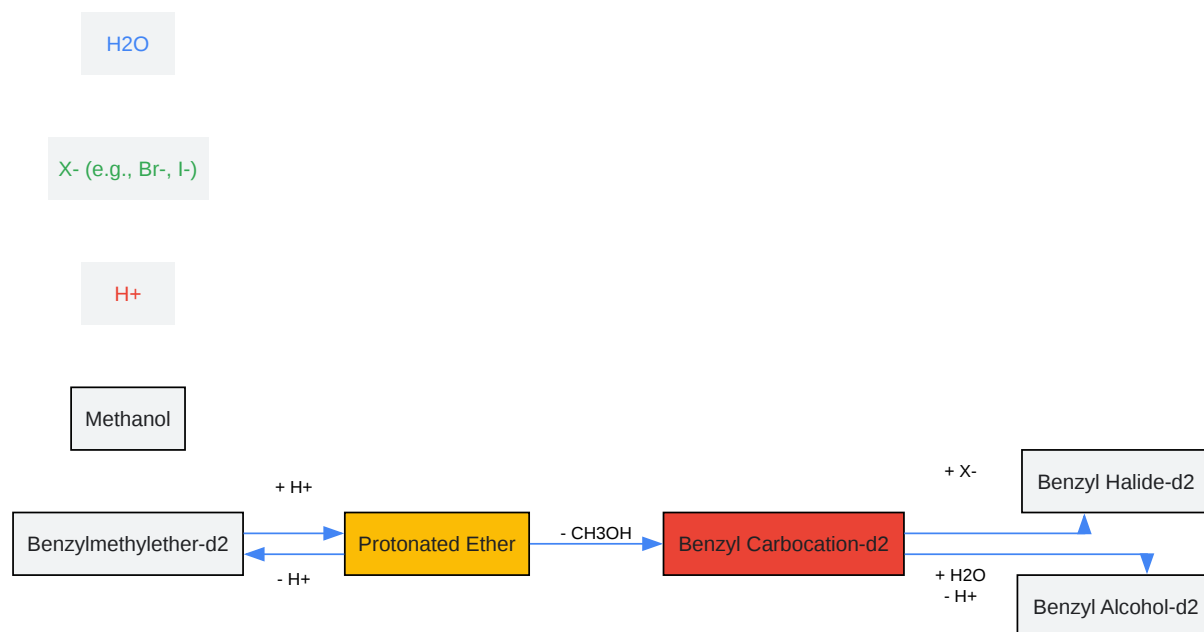 H2O
X- (e.g., Br-, I-)
H+
Methanol
+ X-
Benzyl Halide-d2
+ H+
Benzylmethylether-d2
Protonated Ether
- CH3OH
Benzyl Carbocation-d2
- H+
+ H2O
- H+
Benzyl Alcohol-d2